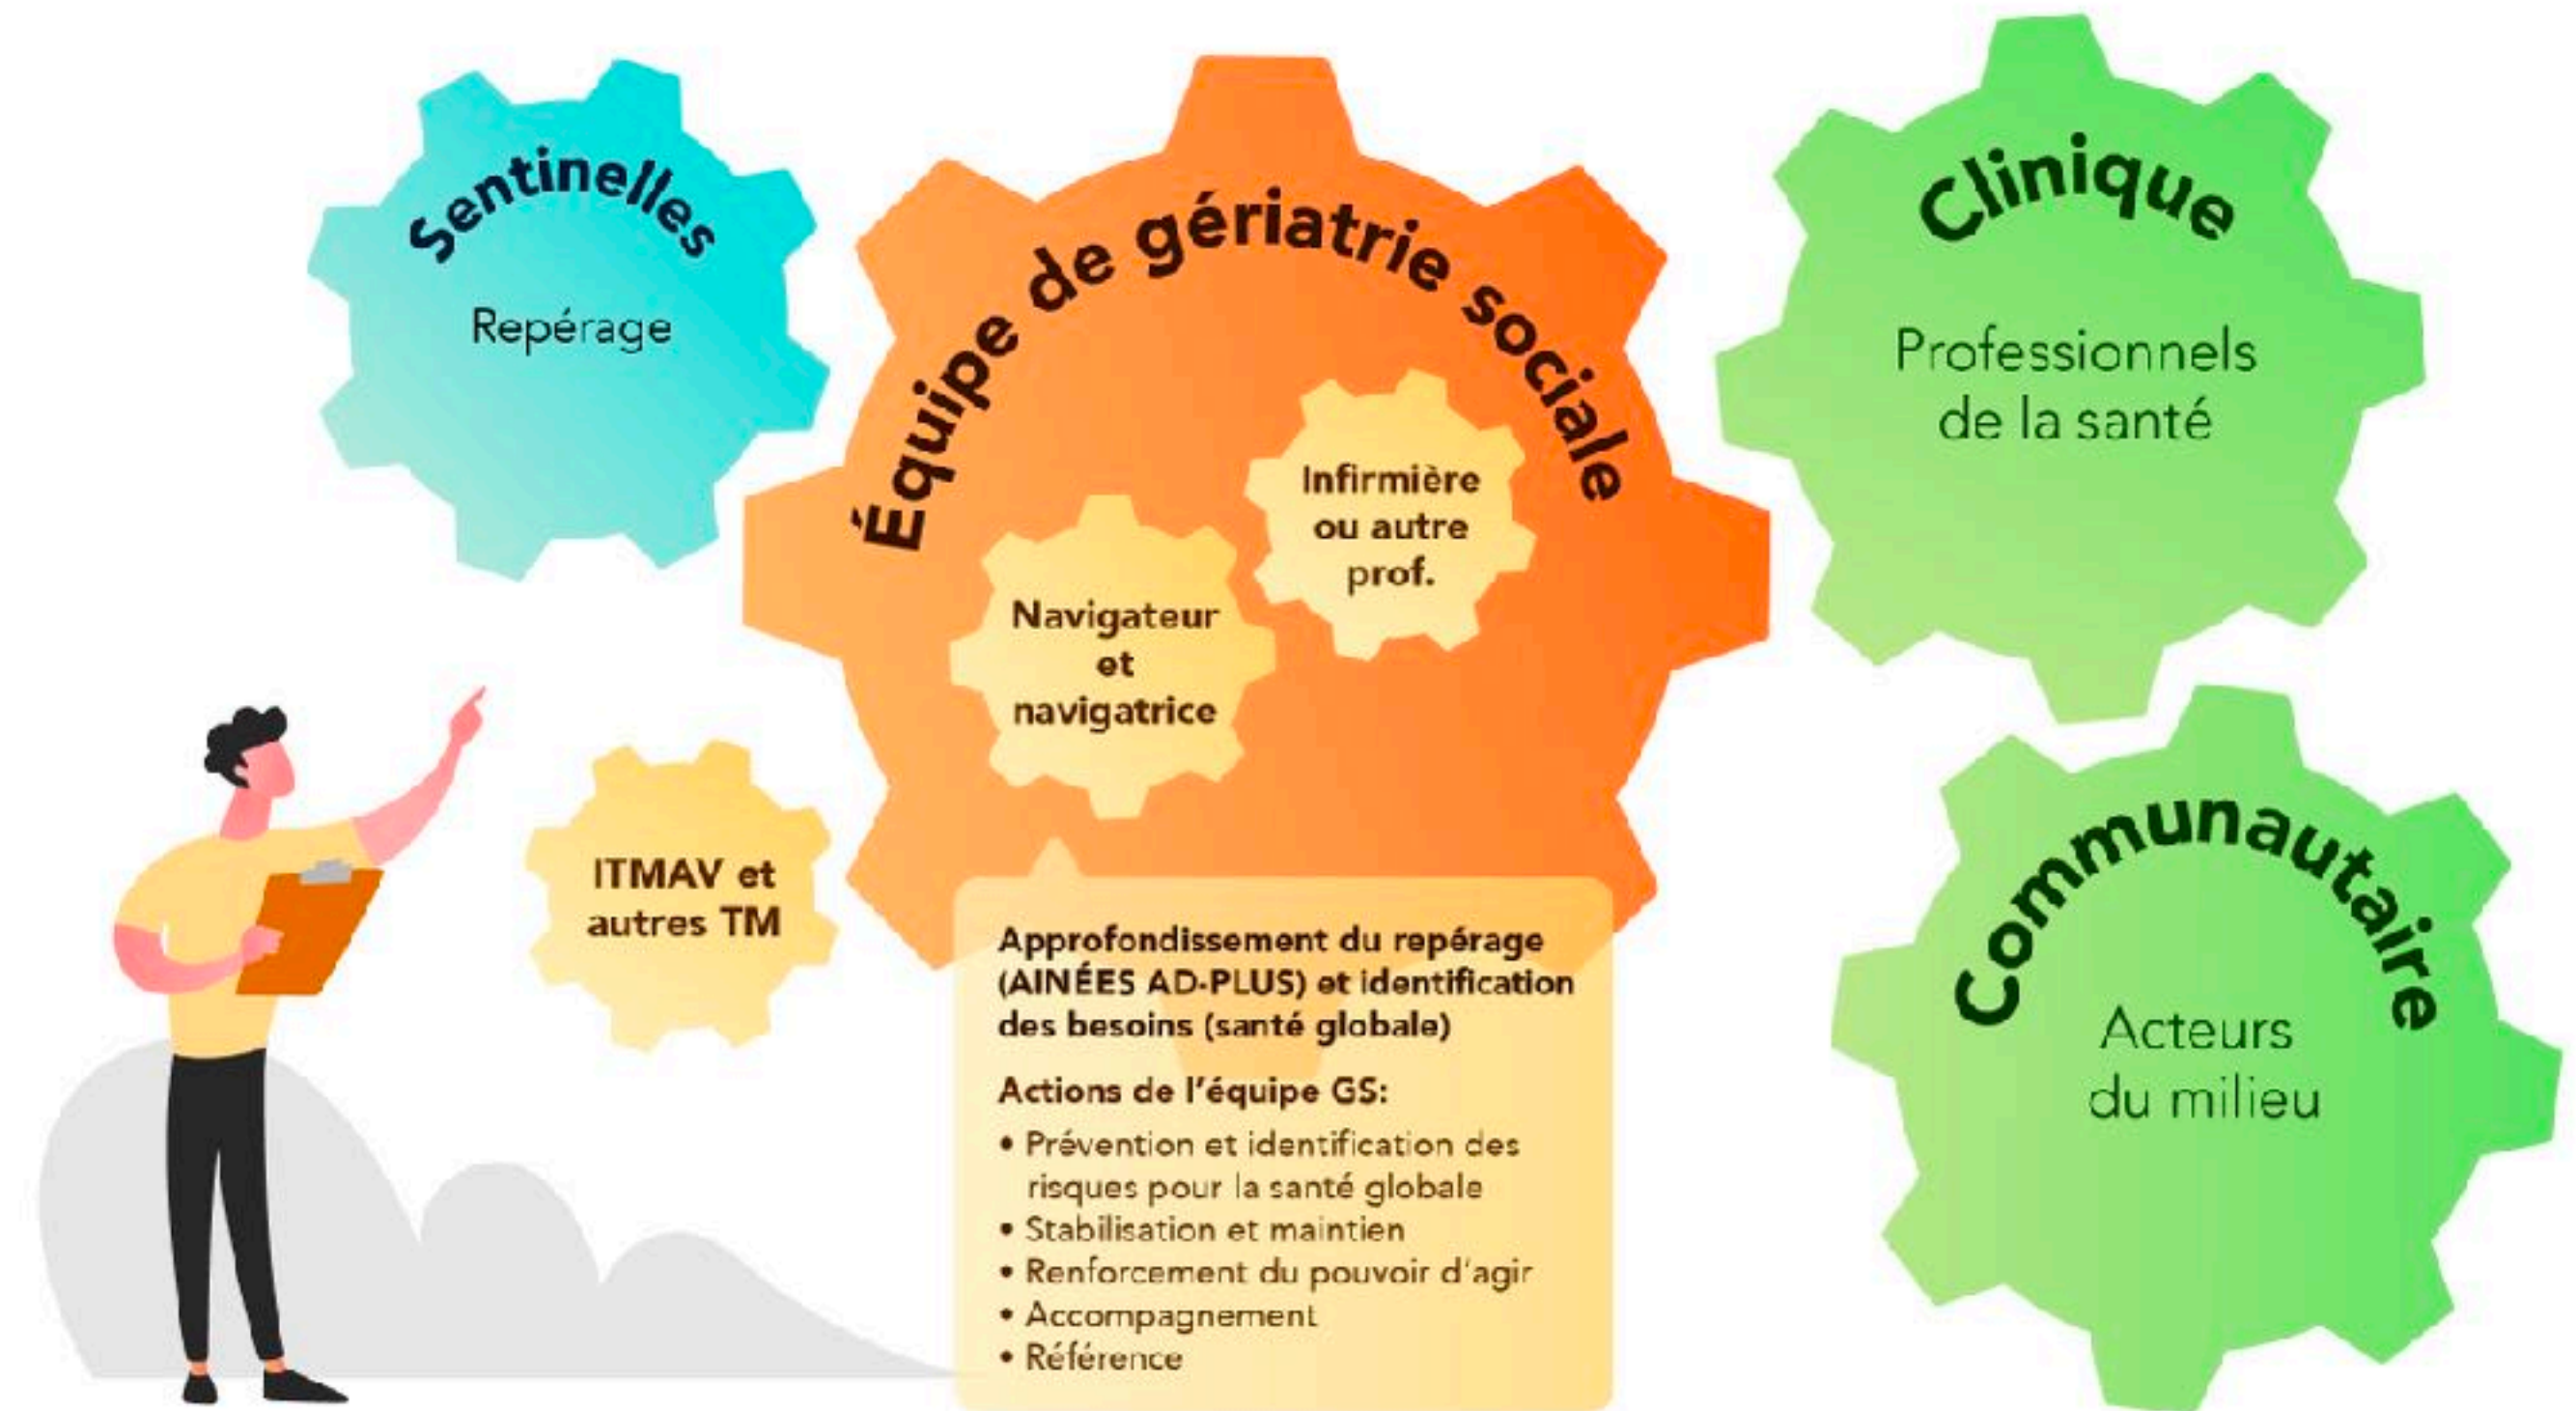 Sentinelles
Repérage
Équipe de gériatrie sociale
Infirmière
ou autre
prof.
Navigateur
et
navigatrice
ITMAV et
autres TM
Approfondissement du repérage
(AINÉES AD-PLUS) et identification
des besoins (santé globale)
Actions de l'équipe GS:
• Prévention et identification des
risques pour la santé globale
• Stabilisation et maintien
• Renforcement du pouvoir d'agir
• Accompagnement
• Référence
Clinique
Professionnels
de la santé
Communautaire
Acteurs
du milieu